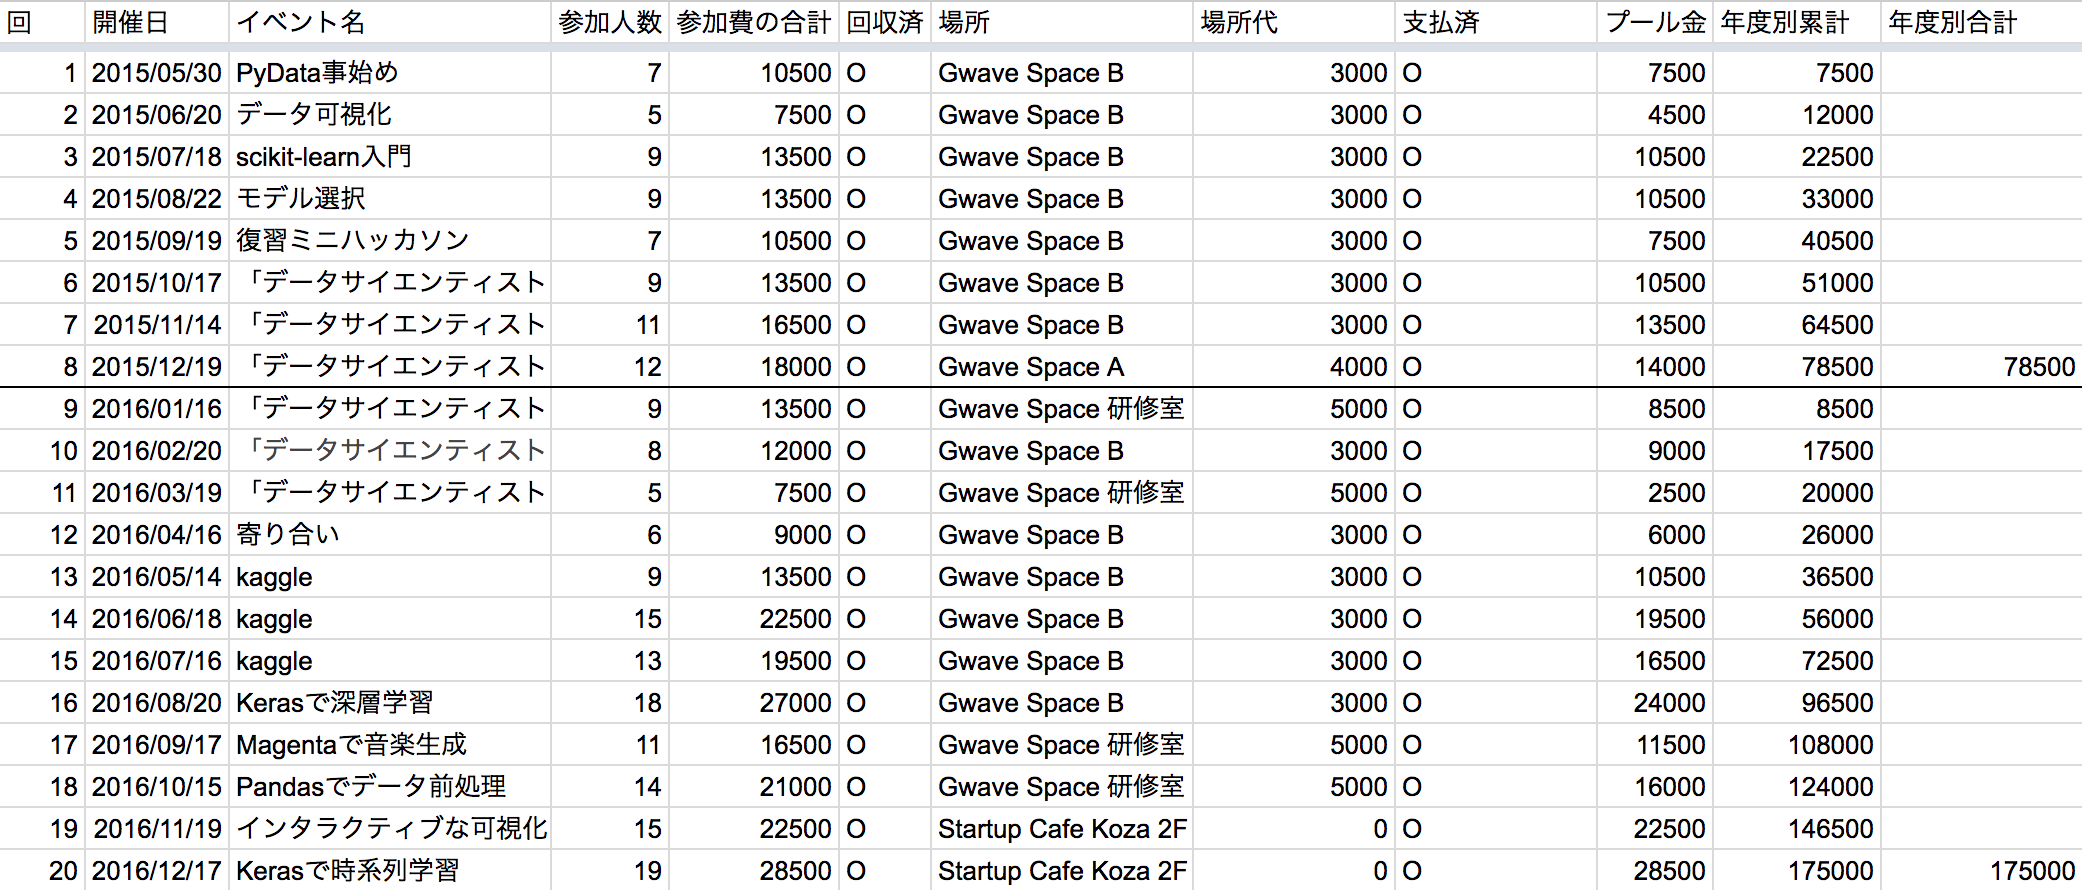 回 開催日 イベント名 参加人数 参加費の合計 回収済 場所 場所代 支払済 プール金 年度別累計 年度別合計
1 2015/05/30 PyData事始め 7 10500 O Gwave Space B 3000 O 7500 7500
2 2015/06/20 データ可視化 5 7500 O Gwave Space B 3000 O 4500 12000
3 2015/07/18 scikit-learn入門 9 13500 O Gwave Space B 3000 O 10500 22500
4 2015/08/22 モデル選択 9 13500 O Gwave Space B 3000 O 10500 33000
5 2015/09/19 復習ミニハッカソン 7 10500 O Gwave Space B 3000 O 7500 40500
6 2015/10/17 「データサイエンティスト 9 13500 O Gwave Space B 3000 O 10500 51000
7 2015/11/14 「データサイエンティスト 11 16500 O Gwave Space B 3000 O 13500 64500
8 2015/12/19 「データサイエンティスト 12 18000 O Gwave Space A 4000 O 14000 78500 78500
9 2016/01/16 「データサイエンティスト 9 13500 O Gwave Space 研修室 5000 O 8500 8500
10 2016/02/20 「データサイエンティスト 8 12000 O Gwave Space B 3000 O 9000 17500
11 2016/03/19 「データサイエンティスト 5 7500 O Gwave Space 研修室 5000 O 2500 20000
12 2016/04/16 寄り合い 6 9000 O Gwave Space B 3000 O 6000 26000
13 2016/05/14 kaggle 9 13500 O Gwave Space B 3000 O 10500 36500
14 2016/06/18 kaggle 15 22500 O Gwave Space B 3000 O 19500 56000
15 2016/07/16 kaggle 13 19500 O Gwave Space B 3000 O 16500 72500
16 2016/08/20 Kerasで深層学習 18 27000 O Gwave Space B 3000 O 24000 96500
17 2016/09/17 Magentaで音楽生成 11 16500 O Gwave Space 研修室 5000 O 11500 108000
18 2016/10/15 Pandasでデータ前処理 14 21000 O Gwave Space 研修室 5000 O 16000 124000
19 2016/11/19 インタラクティブな可視化 15 22500 O Startup Cafe Koza 2F 0 O 22500 146500
20 2016/12/17 Kerasで時系列学習 19 28500 O Startup Cafe Koza 2F 0 O 28500 175000 175000